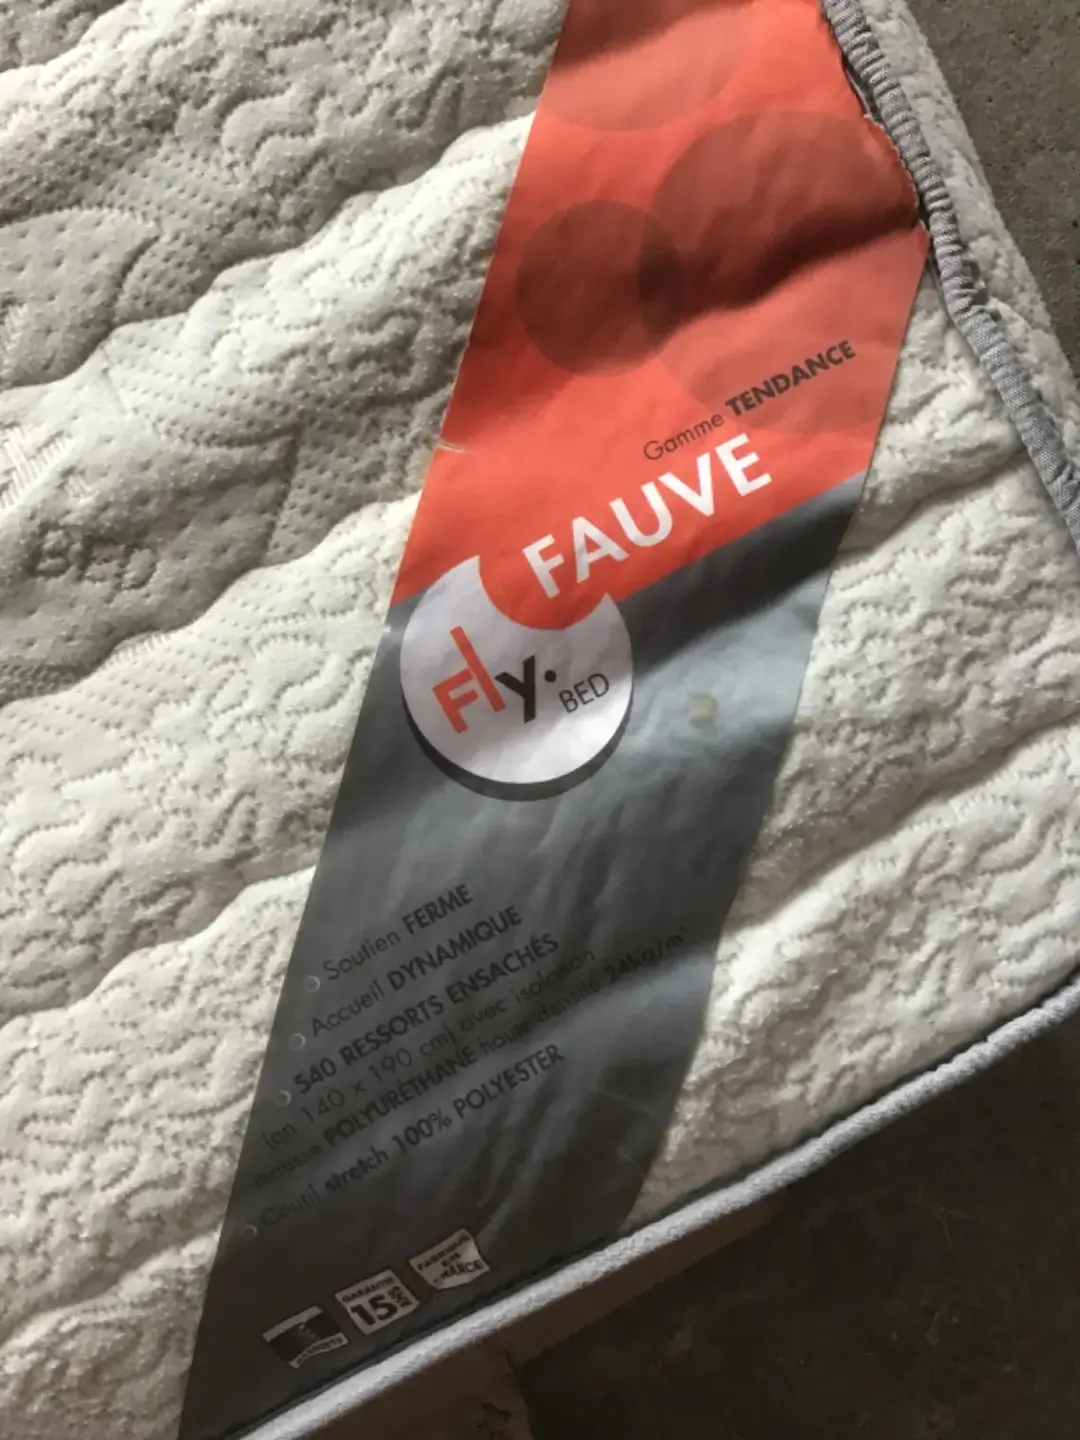 Gamme TENDANCE
FAUVE
Fly.
BED
Soutien FERME
Accueil DYNAMIQUE
540 RESSORTS ENSACHÉS
(en 140 x 190 cm) avec isolation
mousse POLYURÉTHANE haute densité 24kg/m³
Coutil stretch 100% POLYESTER
GARANTIE
15 ANS
FABRIQUÉ
EN
FRANCE